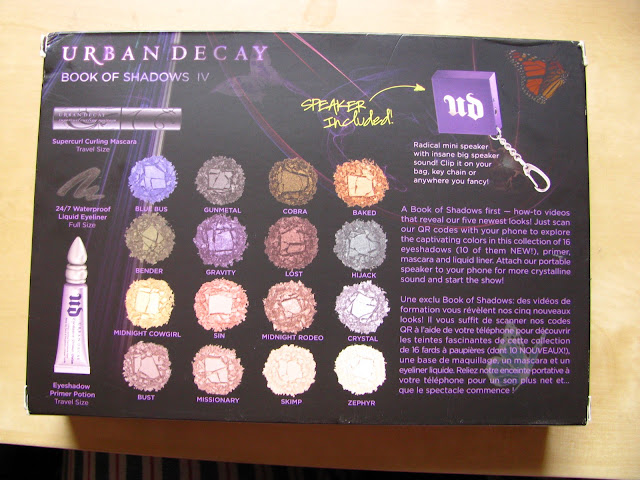 URBAN DECAY
BOOK OF SHADOWS IV
SPEAKER
Included!
ud
Radical mini speaker
with insane big speaker
sound! Clip it on your
bag, key chain or
anywhere you fancy!
URBAN DECAY
Supercurl Curling Mascara
Travel Size
24/7 Waterproof
Liquid Eyeliner
Full Size
ud
Eyeshadow
Primer Potion
Travel Size
BLUE BUS
GUNMETAL
COBRA
BAKED
BENDER
GRAVITY
LOST
HIJACK
MIDNIGHT COWGIRL
SIN
MIDNIGHT RODEO
CRYSTAL
BUST
MISSIONARY
SKIMP
ZEPHYR
A Book of Shadows first — how-to videos
that reveal our five newest looks! Just scan
our QR codes with your phone to explore
the captivating colors in this collection of 16
eyeshadows (10 of them NEW!), primer,
mascara and liquid liner. Attach our portable
speaker to your phone for more crystalline
sound and start the show!
Une exclu Book of Shadows: des vidéos de
formation vous révèlent nos cinq nouveaux
looks! Il vous suffit de scanner nos codes
QR à l'aide de votre téléphone pour découvrir
les teintes fascinantes de cette collection
de 16 fards à paupières (dont 10 NOUVEAUX),
une base de maquillage, un mascara et un
eyeliner liquide. Reliez notre enceinte portative à
votre téléphone pour un son plus net et...
que le spectacle commence !